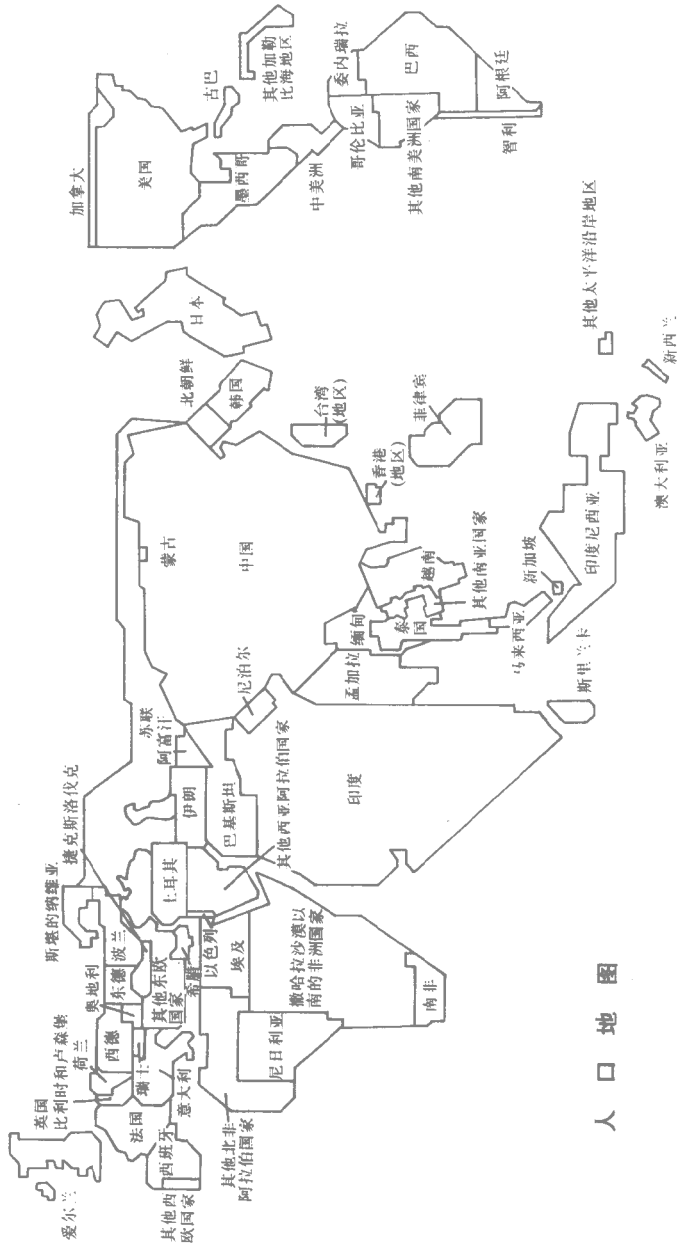 加拿大
美国
古巴
其他加勒
比海地区
墨西哥
中美洲
委内瑞拉
哥伦比亚
巴西
其他南美洲国家
阿根廷
智利
日本
北朝鲜
韩国
台湾
(地区)
香港
(地区)
菲律宾
其他太平洋沿岸地区
新西兰
澳大利亚
蒙古
中国
越南
其他南亚国家
缅甸
泰
国
新加坡
印度尼西亚
马来西亚
孟加拉
尼泊尔
斯里兰卡
印度
苏联
阿富汗
伊朗
巴基斯坦
其他西亚阿拉伯国家
土耳其
捷克斯洛伐克
斯堪的纳维亚
波兰
东德
奥地利
其他东欧
国家
希腊
以色列
埃及
撒哈拉沙漠以
南的非洲国家
南非
尼日利亚
其他北非
阿拉伯国家
西德
荷兰
比利时和卢森堡
英国
瑞士
意大利
法国
西班牙
其他西
欧国家
爱尔兰
人口地图